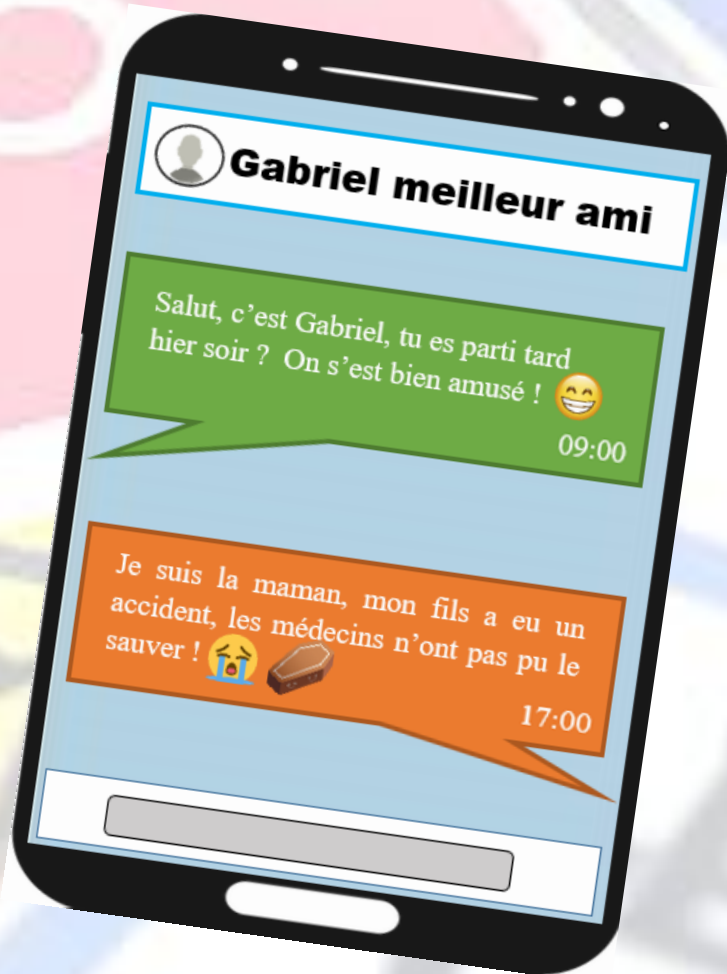 Gabriel meilleur ami
Salut, c’est Gabriel, tu es parti tard
hier soir ? On s’est bien amusé ! 😁
09:00
Je suis la maman, mon fils a eu un
accident, les médecins n’ont pas pu le
sauver ! 😭 ⚰️
17:00